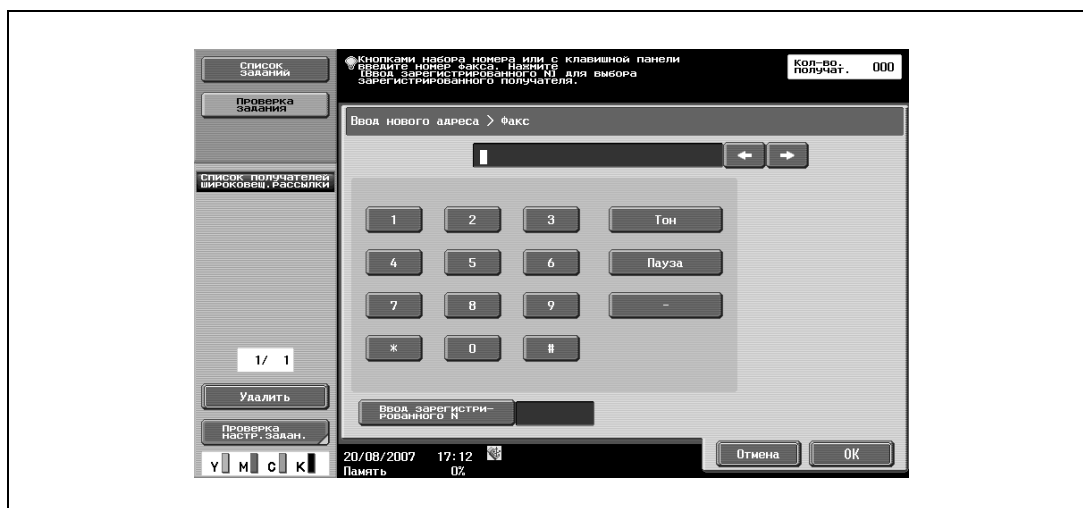 Список
заданий
Проверка
задания
Список получателей
широковещ.рассылки
1/ 1
Удалить
Проверка
настр.задан.
Y M C K
Кнопками набора номера или с клавишной панели
введите номер факса. Нажмите
[Ввод зарегистрированного N] для выбора
зарегистрированного получателя.
Кол-во.
получат. 000
Ввод нового адреса > Факс
← →
1 2 3 Тон
4 5 6 Пауза
7 8 9 -
* 0 #
Ввод зарегистри-
рованного N
20/08/2007 17:12
Память 0%
Отмена OK